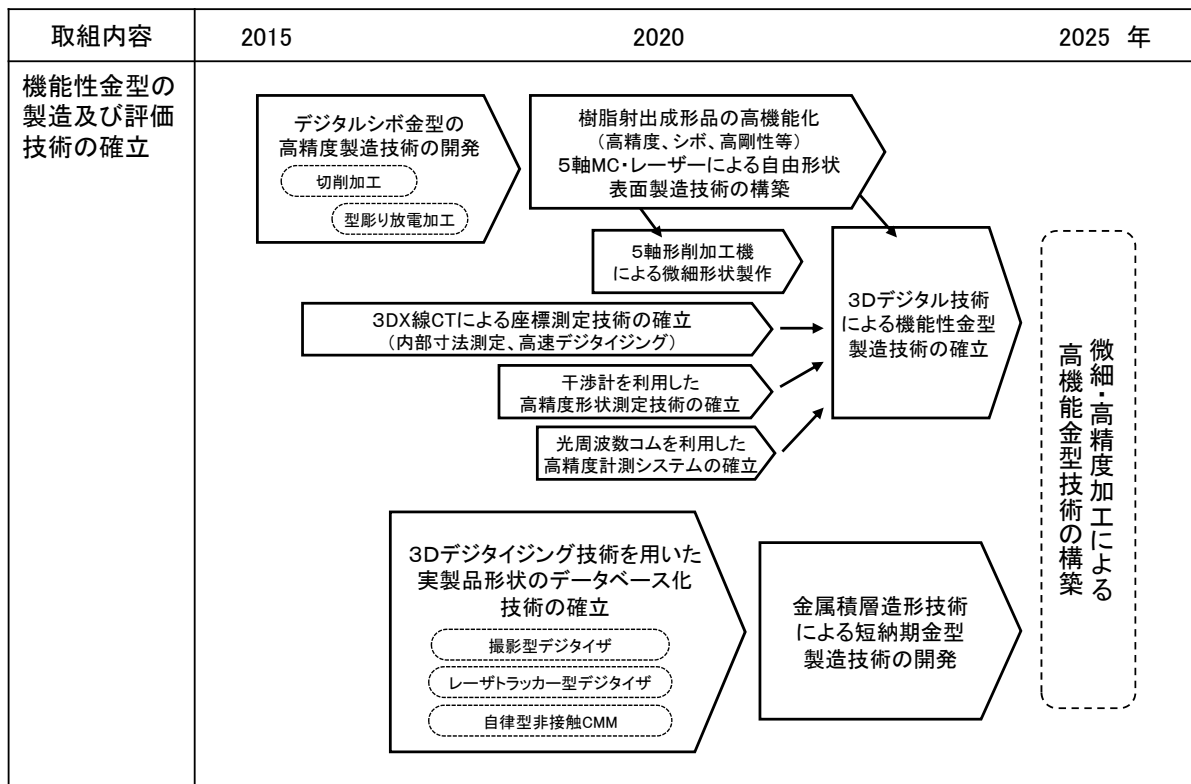 取組内容
2015
2020
2025 年
機能性金型の
製造及び評価
技術の確立
デジタルシボ金型の
高精度製造技術の開発
切削加工
型彫り放電加工
樹脂射出成形品の高機能化
(高精度、シボ、高剛性等)
5軸MC・レーザーによる自由形状
表面製造技術の構築
5軸形削加工機
による微細形状製作
3DX線CTによる座標測定技術の確立
(内部寸法測定、高速デジタイジング)
干渉計を利用した
高精度形状測定技術の確立
光周波数コムを利用した
高精度計測システムの確立
3Dデジタル技術
による機能性金型
製造技術の確立
3Dデジタイジング技術を用いた
実製品形状のデータベース化
技術の確立
撮影型デジタイザ
レーザトラッカー型デジタイザ
自律型非接触CMM
金属積層造形技術
による短納期金型
製造技術の開発
微細・高精度加工による
高機能金型技術の構築